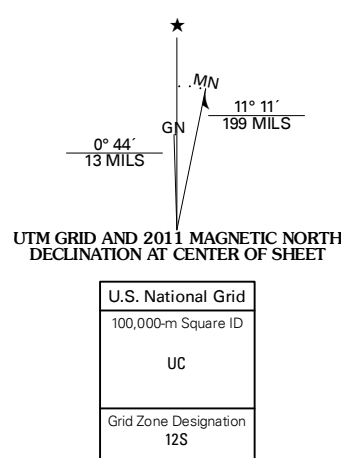 MN
11° 11´
199 MILS
GN
0° 44´
13 MILS
UTM GRID AND 2011 MAGNETIC NORTH
DECLINATION AT CENTER OF SHEET
U.S. National Grid
100,000-m Square ID
UC
Grid Zone Designation
12S